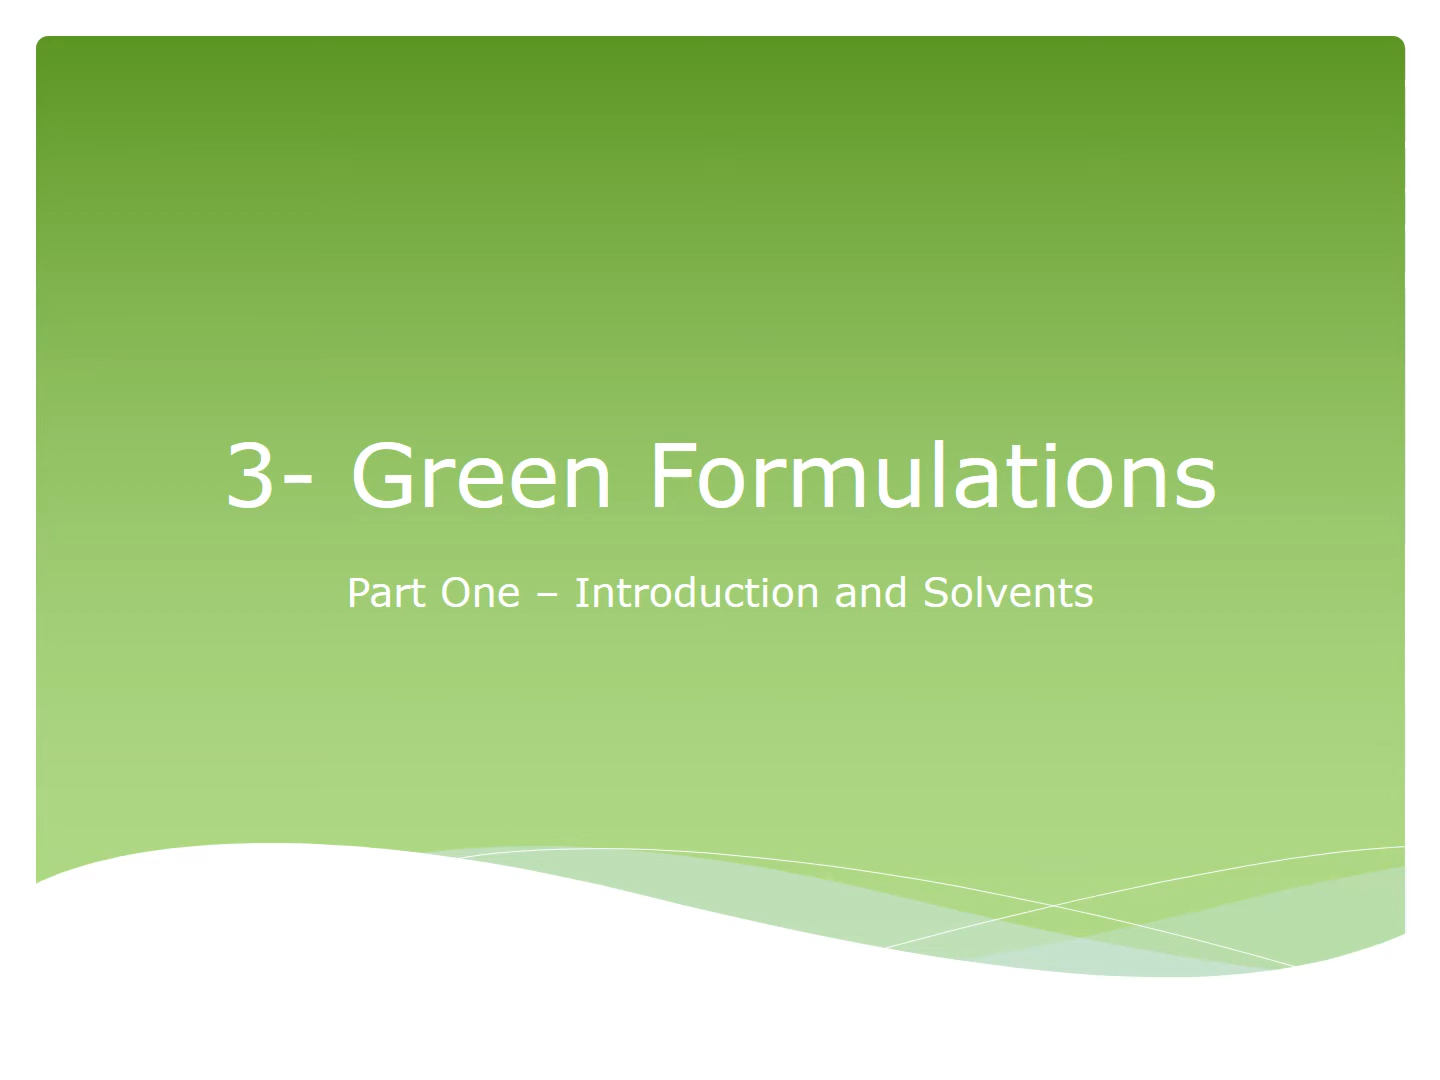 3- Green Formulations
Part One – Introduction and Solvents